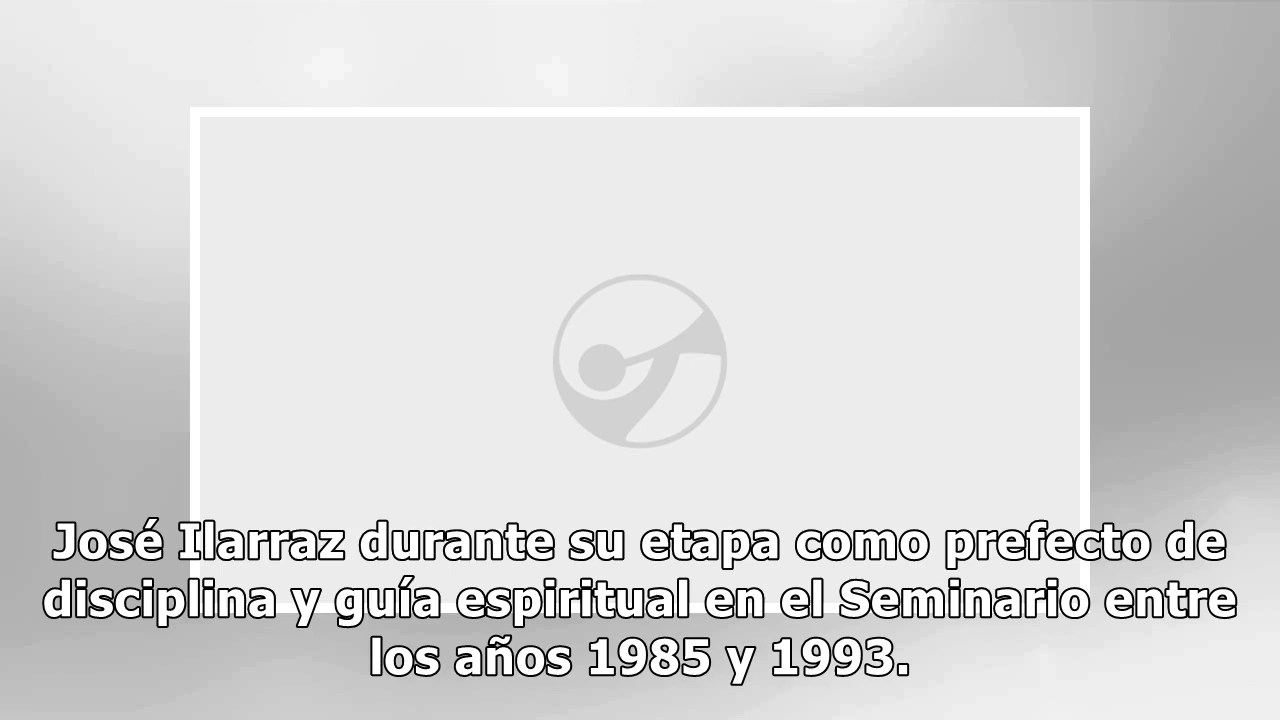 José Ilarraz durante su etapa como prefecto de
disciplina y guía espiritual en el Seminario entre
los años 1985 y 1993.